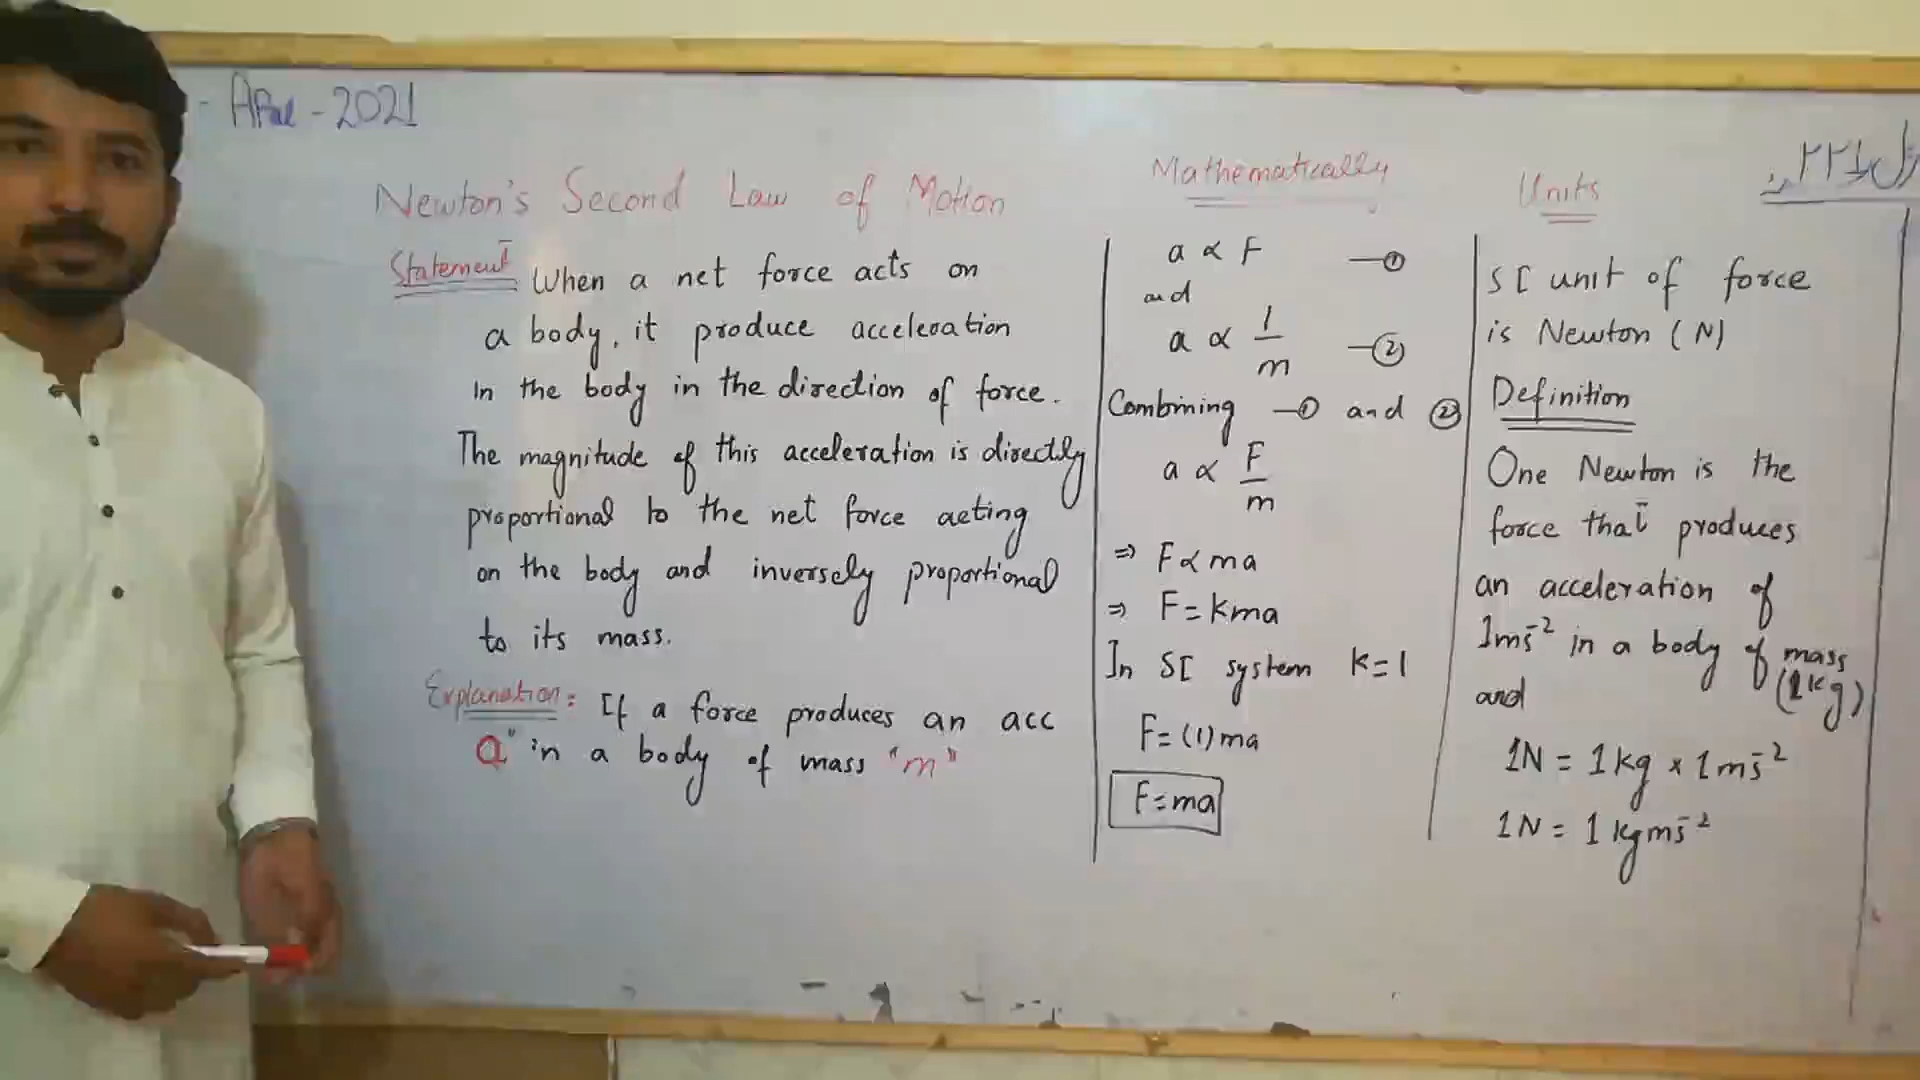 - April - 2021
Newton's Second Law of Motion
Statement When a net force acts on
a body, it produce acceleration
In the body in the direction of force.
The magnitude of this acceleration is directly
proportional to the net force acting
on the body and inversely proportional
to its mass.
Explanation: If a force produces an acc
a" in a body of mass "m"
Mathematically
a ∝ F —①
and
a ∝ 1/m —②
Combining —① and ②
a ∝ F/m
⇒ F ∝ ma
⇒ F = kma
In SI system k=1
F = (1)ma
F=ma
Units
SI unit of force
is Newton (N)
Definition
One Newton is the
force that produces
an acceleration of
1ms⁻² in a body of mass
(1kg)
and
1N = 1kg × 1ms⁻²
1N = 1kgms⁻²